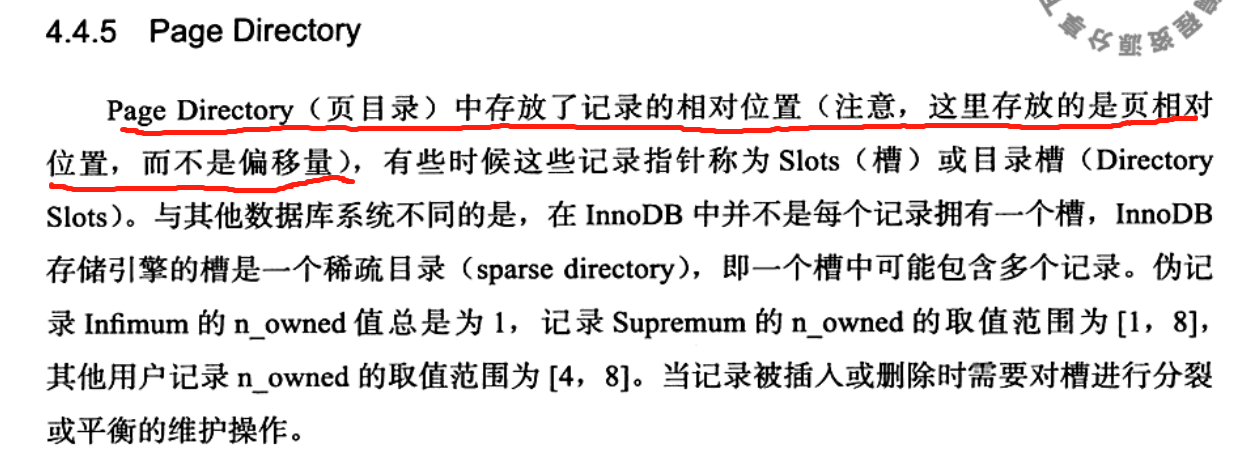 4.4.5 Page Directory
Page Directory（页目录）中存放了记录的相对位置（注意，这里存放的是页相对
位置，而不是偏移量），有些时候这些记录指针称为 Slots（槽）或目录槽（Directory
Slots）。与其他数据库系统不同的是，在 InnoDB 中并不是每个记录拥有一个槽，InnoDB
存储引擎的槽是一个稀疏目录（sparse directory），即一个槽中可能包含多个记录。伪记
录 Infimum 的 n_owned 值总是为 1，记录 Supremum 的 n_owned 的取值范围为 [1，8]，
其他用户记录 n_owned 的取值范围为 [4，8]。当记录被插入或删除时需要对槽进行分裂
或平衡的维护操作。
程资源分享